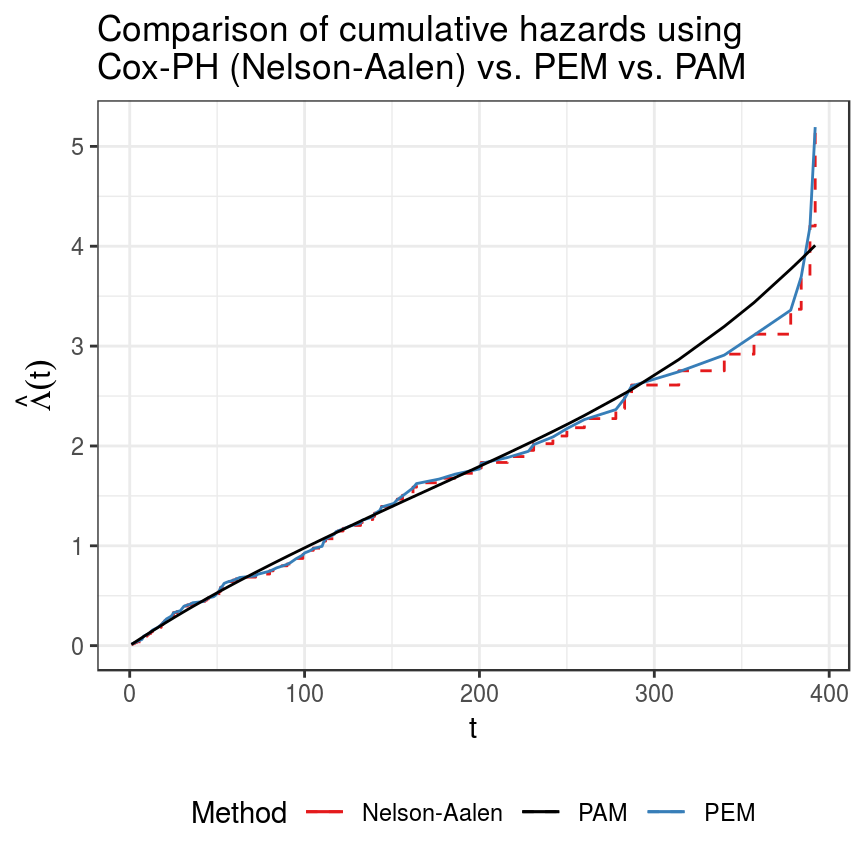 Comparison of cumulative hazards using
Cox-PH (Nelson-Aalen) vs. PEM vs. PAM
5
4
3
2
1
0
Λ̂(t)
0 100 200 300 400
t
Method Nelson-Aalen PAM PEM